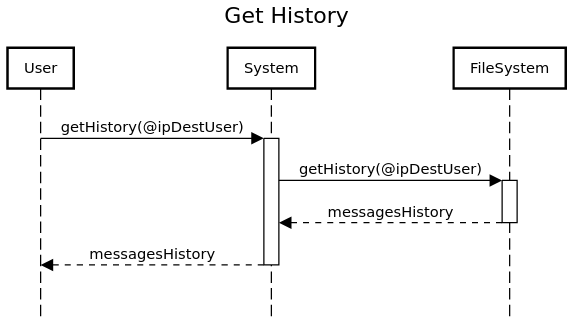 Get History
User
System
FileSystem
getHistory(@ipDestUser)
getHistory(@ipDestUser)
messagesHistory
messagesHistory